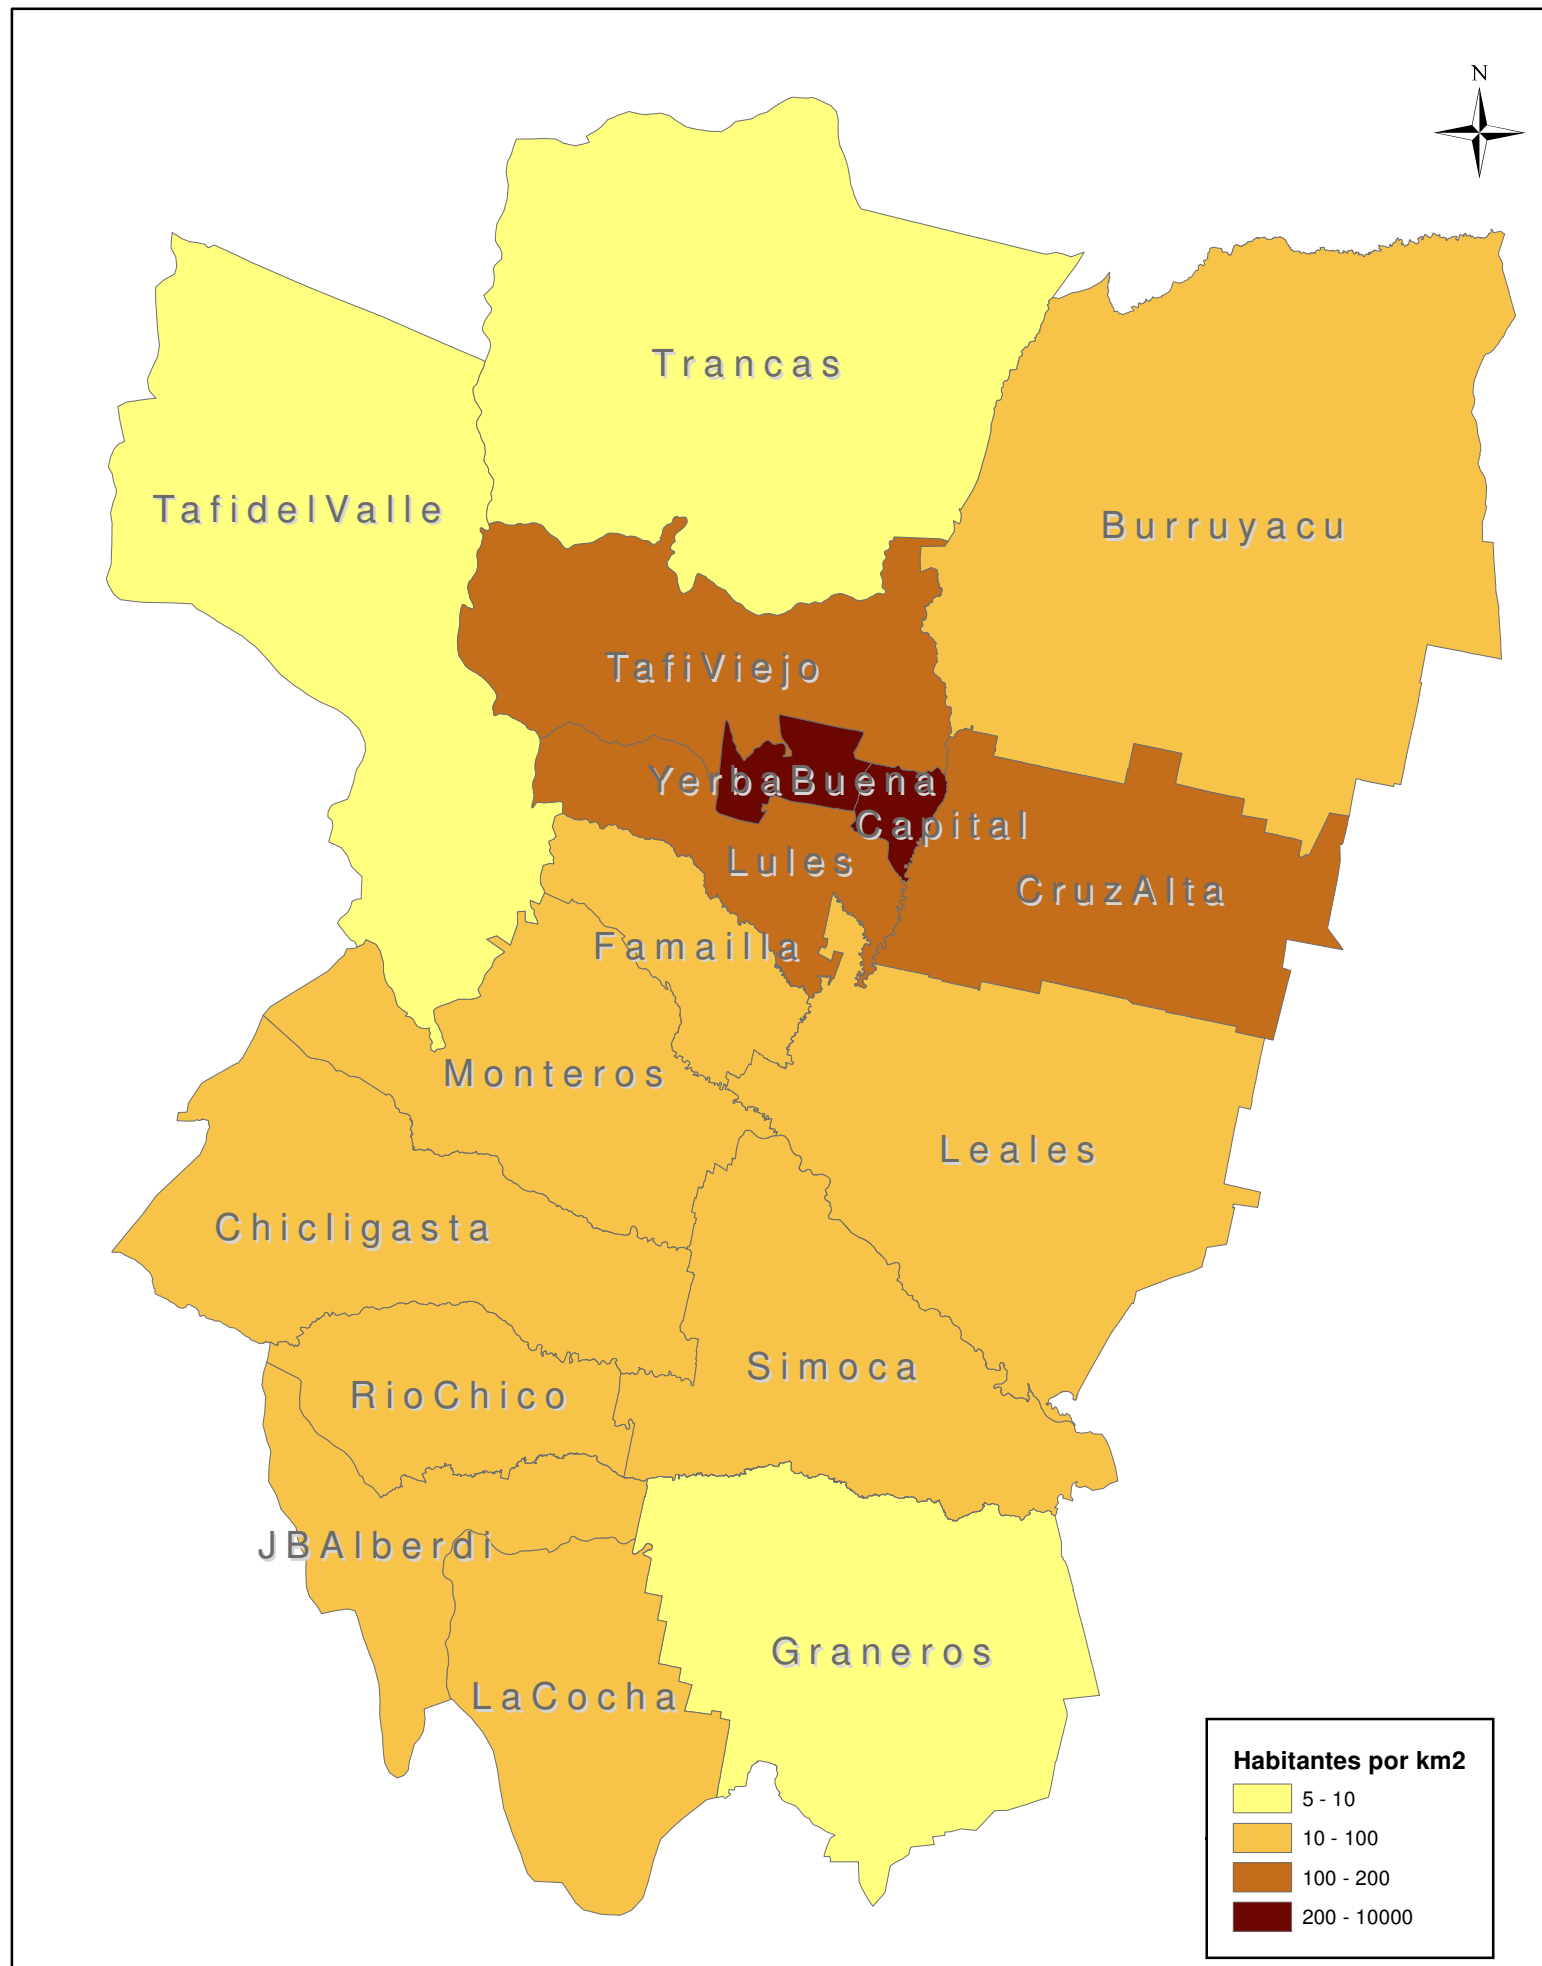 N
Trancas
TafidelValle
Burruyacu
TafiViejo
YerbaBuena
Capital
Lules
CruzAlta
Famailla
Monteros
Leales
Chicligasta
Simoca
RioChico
JBAlberdi
Graneros
LaCocha
Habitantes por km2
5 - 10
10 - 100
100 - 200
200 - 10000